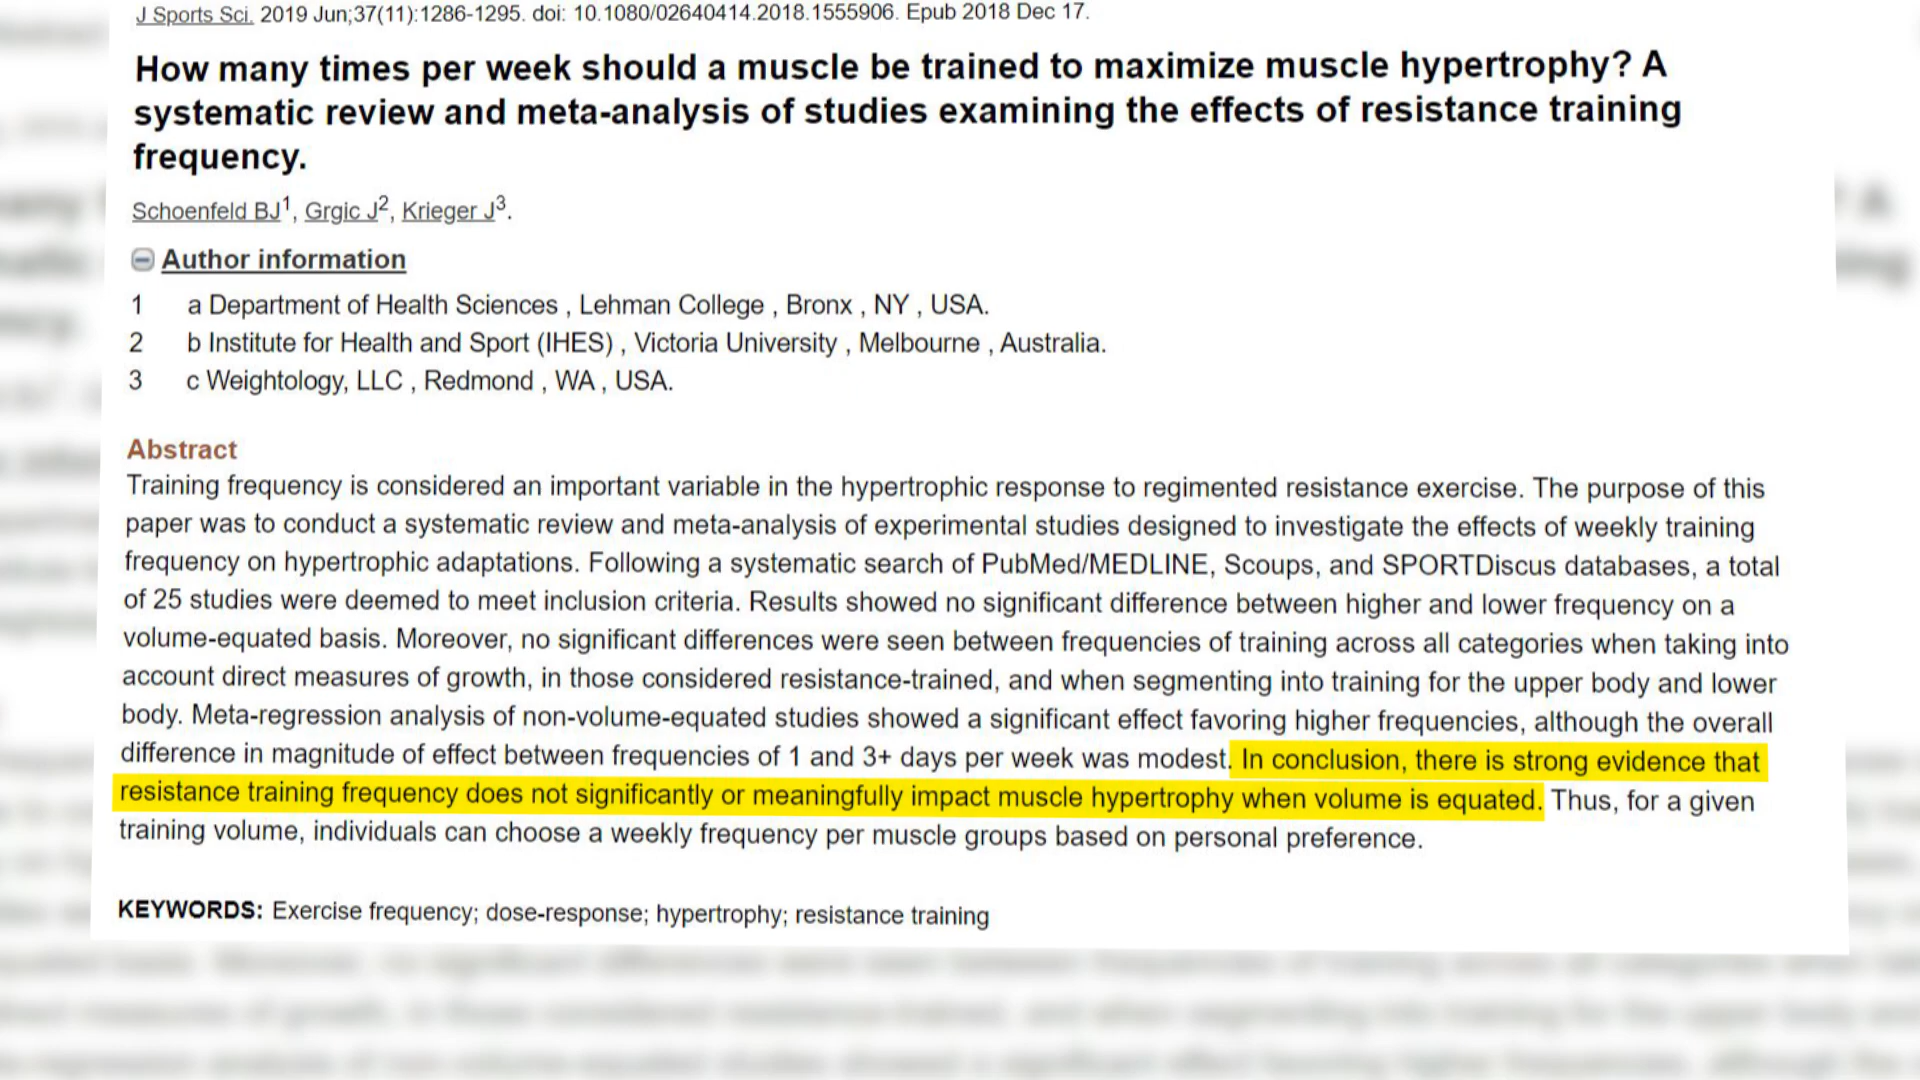 J Sports Sci. 2019 Jun;37(11):1286-1295. doi: 10.1080/02640414.2018.1555906. Epub 2018 Dec 17.
How many times per week should a muscle be trained to maximize muscle hypertrophy? A
systematic review and meta-analysis of studies examining the effects of resistance training
frequency.
Schoenfeld BJ1, Grgic J2, Krieger J3.
Author information
1 a Department of Health Sciences , Lehman College , Bronx , NY , USA.
2 b Institute for Health and Sport (IHES) , Victoria University , Melbourne , Australia.
3 c Weightology, LLC , Redmond , WA , USA.
Abstract
Training frequency is considered an important variable in the hypertrophic response to regimented resistance exercise. The purpose of this
paper was to conduct a systematic review and meta-analysis of experimental studies designed to investigate the effects of weekly training
frequency on hypertrophic adaptations. Following a systematic search of PubMed/MEDLINE, Scoups, and SPORTDiscus databases, a total
of 25 studies were deemed to meet inclusion criteria. Results showed no significant difference between higher and lower frequency on a
volume-equated basis. Moreover, no significant differences were seen between frequencies of training across all categories when taking into
account direct measures of growth, in those considered resistance-trained, and when segmenting into training for the upper body and lower
body. Meta-regression analysis of non-volume-equated studies showed a significant effect favoring higher frequencies, although the overall
difference in magnitude of effect between frequencies of 1 and 3+ days per week was modest. In conclusion, there is strong evidence that
resistance training frequency does not significantly or meaningfully impact muscle hypertrophy when volume is equated. Thus, for a given
training volume, individuals can choose a weekly frequency per muscle groups based on personal preference.
KEYWORDS: Exercise frequency; dose-response; hypertrophy; resistance training